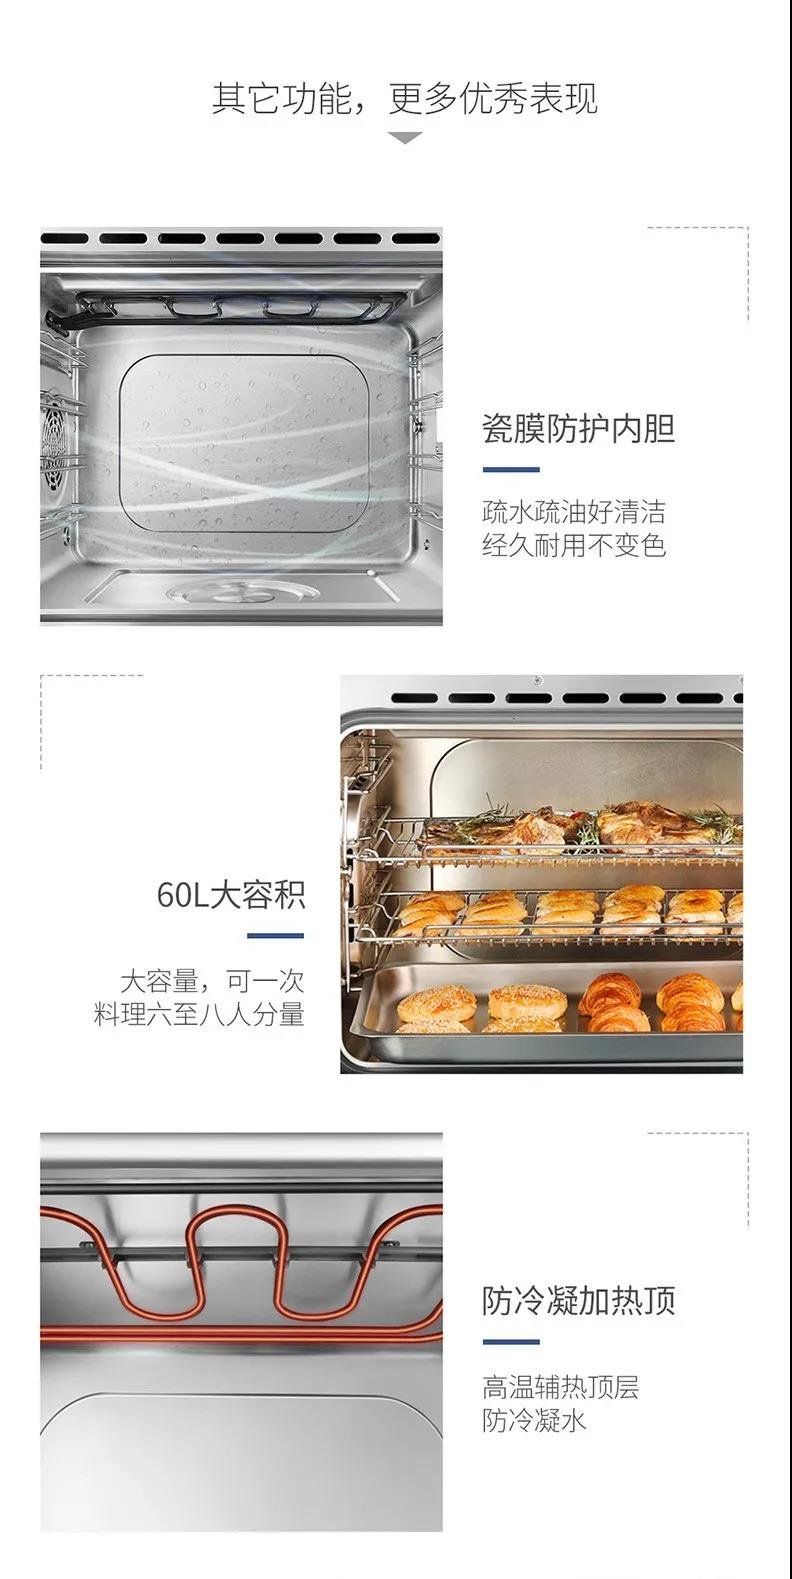 其它功能，更多优秀表现
瓷膜防护内胆
疏水疏油好清洁
经久耐用不变色
60L大容积
大容量，可一次
料理六至八人分量
防冷凝加热顶
高温辅热顶层
防冷凝水